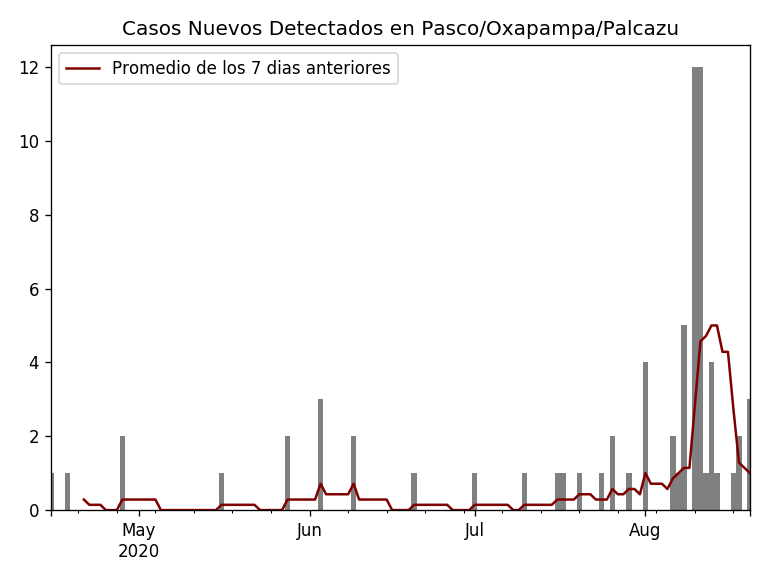 Casos Nuevos Detectados en Pasco/Oxapampa/Palcazu
Promedio de los 7 dias anteriores
12
10
8
6
4
2
0
May Jun Jul Aug
2020